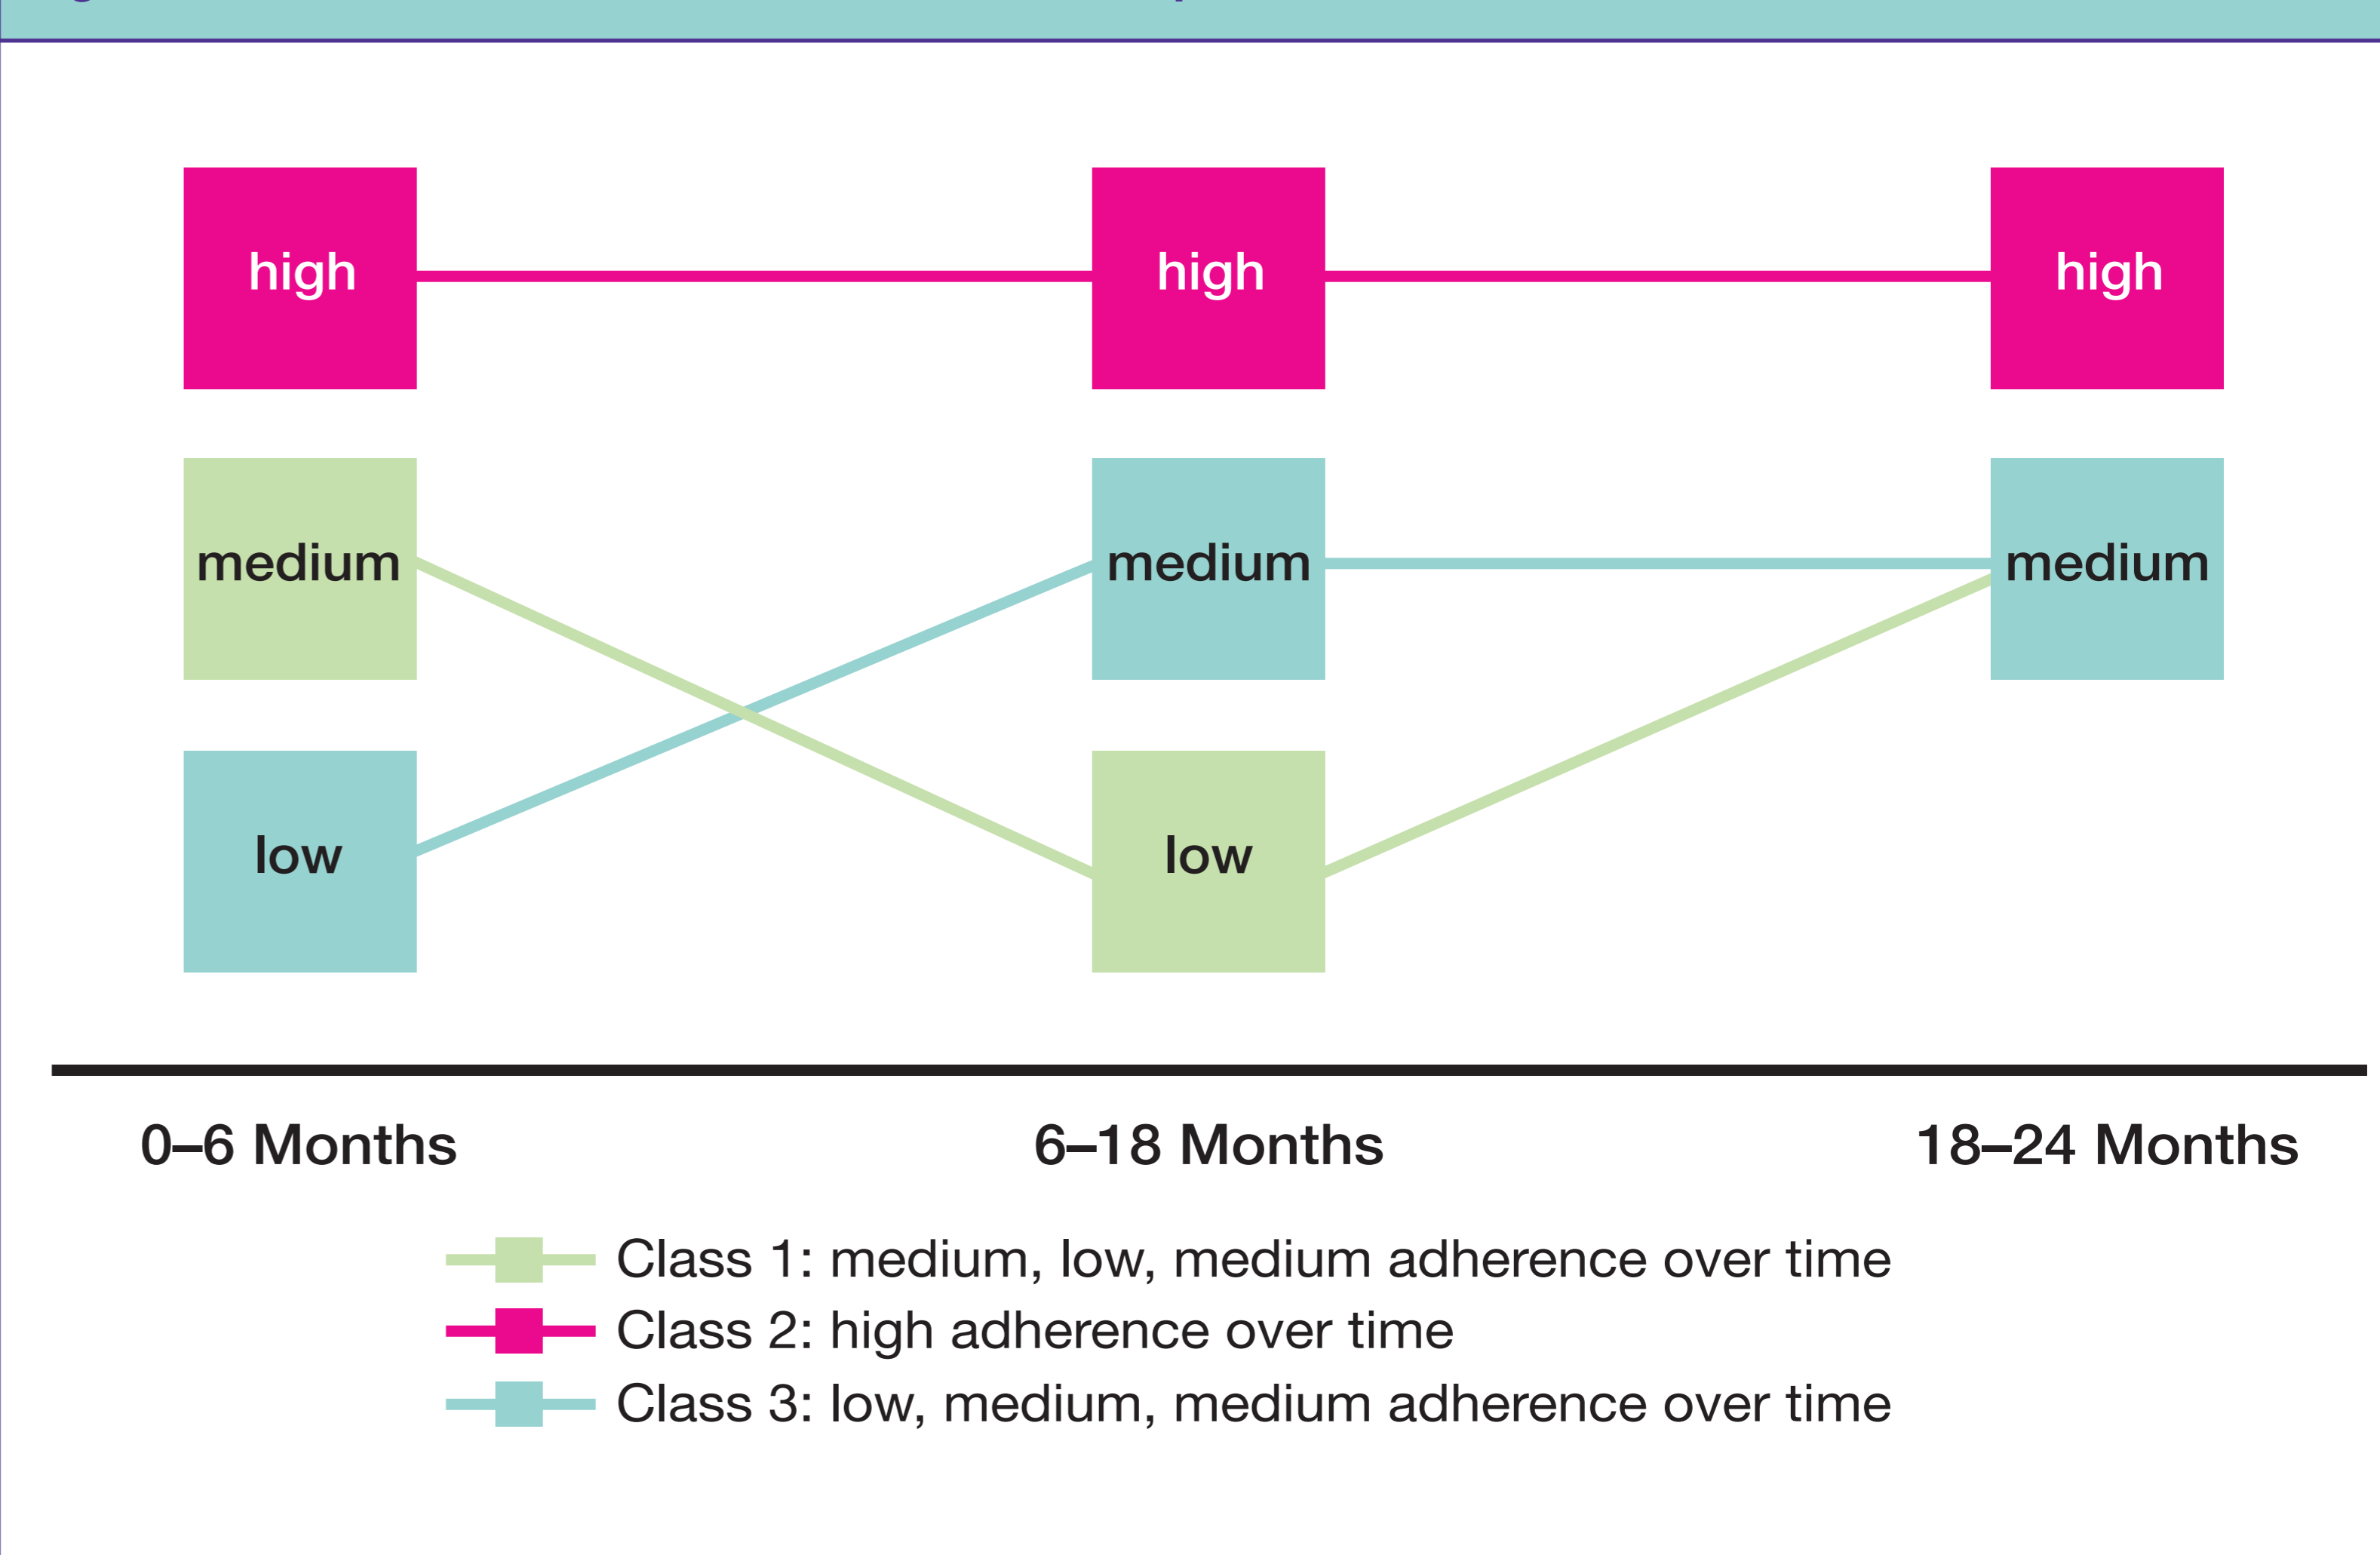 high high high
medium medium medium
low low
0–6 Months 6–18 Months 18–24 Months
Class 1: medium, low, medium adherence over time
Class 2: high adherence over time
Class 3: low, medium, medium adherence over time